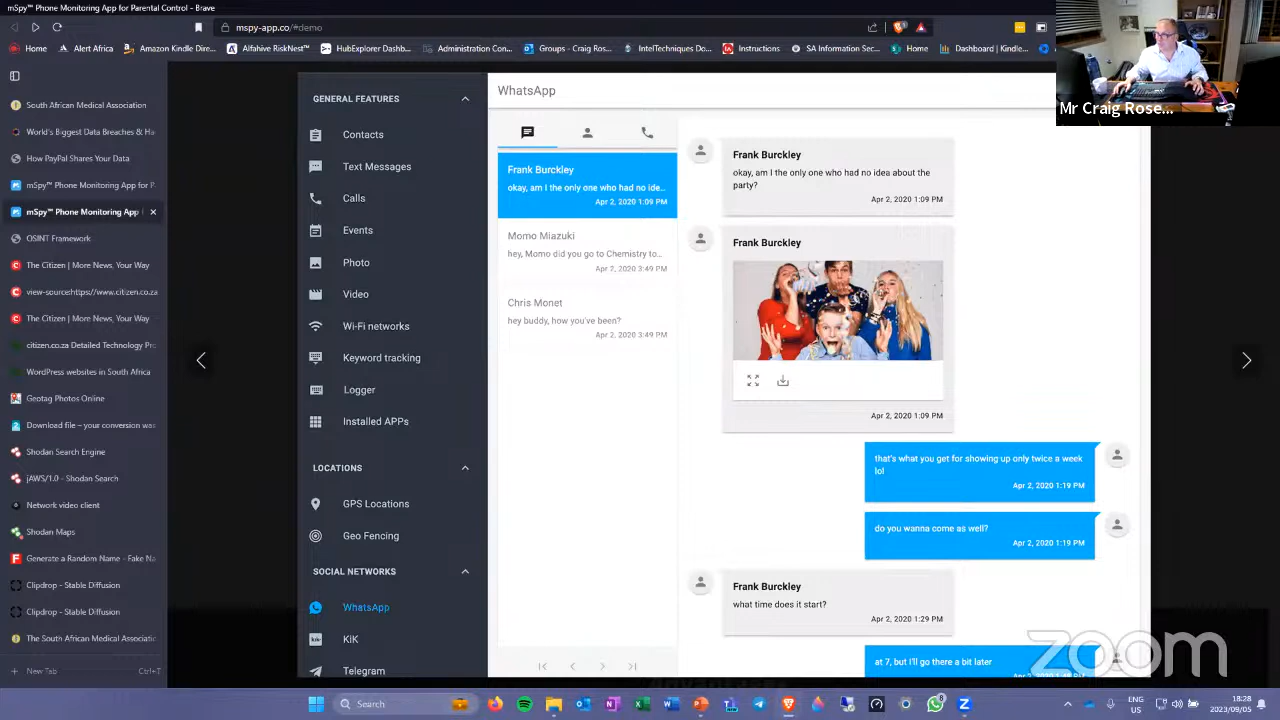 mSpy™ Phone Monitoring App for Parental Control - Brave
mspy-app.co/demo
Home
Alert Africa
Amazon
Alfahive RiskNest™
HubPSter Demo
Groups - Craig Ros...
IntelTechniques Do...
Instructions
SA Information Sec...
Dashboard | Kindle...
South African Medical Association
World's Biggest Data Breaches & Ha
How PayPal Shares Your Data
mSpy™ Phone Monitoring App for P.
mSpy™ Phone Monitoring App
OSINT Framework
The Citizen | More News, Your Way
view-sourcehttps://www.citizen.co.za
The Citizen | More News, Your Way
citizen.co.za Detailed Technology Pro
WordPress websites in South Africa
Geotag Photos Online
Download file – your conversion was
Shodan Search Engine
jAWS/1.0 - Shodan Search
Network video client
Shodan Maps
Generate a Random Name - Fake Na
Clipdrop - Stable Diffusion
Clipdrop - Stable Diffusion
The South African Medical Associatio
New Tab
Ctrl+T
GENERAL FEATURES
Contacts
Text Messages
Calls
Events
Photo
Video
Wi-Fi networks
Keyword tracking
Logger
Installed APPs
LOCATIONS
GPS Locations
Geo Fencing
SOCIAL NETWORKS
WhatsApp
KIK
Telegram
WhatsApp
Frank Burckley
okay, am I the only one who had no ide...
Apr 2, 2020 1:09 PM
Momo Miazuki
hey, Momo did you go to Chemistry to...
Apr 2, 2020 3:49 PM
Chris Monet
hey buddy, how you've been?
Apr 2, 2020 3:49 PM
Frank Burckley
okay, am I the only one who had no idea about the
party?
Apr 2, 2020 1:09 PM
Frank Burckley
Apr 2, 2020 1:09 PM
that's what you get for showing up only twice a week
lol
Apr 2, 2020 1:19 PM
do you wanna come as well?
Apr 2, 2020 1:19 PM
Frank Burckley
what time does it start?
Apr 2, 2020 1:29 PM
at 7, but I'll go there a bit later
Mr Craig Rose...
zoom
Search
8
ENG
US
18:28
2023/09/05